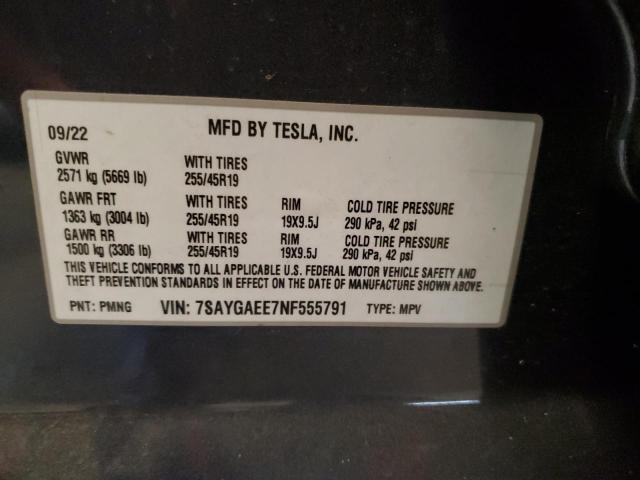 09/22 MFD BY TESLA, INC.
GVWR WITH TIRES
2571 kg (5669 lb) 255/45R19
GAWR FRT WITH TIRES RIM COLD TIRE PRESSURE
1363 kg (3004 lb) 255/45R19 19X9.5J 290 kPa, 42 psi
GAWR RR WITH TIRES RIM COLD TIRE PRESSURE
1500 kg (3306 lb) 255/45R19 19X9.5J 290 kPa, 42 psi
THIS VEHICLE CONFORMS TO ALL APPLICABLE U.S. FEDERAL MOTOR VEHICLE SAFETY AND
THEFT PREVENTION STANDARDS IN EFFECT ON THE DATE OF MANUFACTURE SHOWN ABOVE.
PNT: PMNG VIN: 7SAYGAEE7NF555791 TYPE: MPV